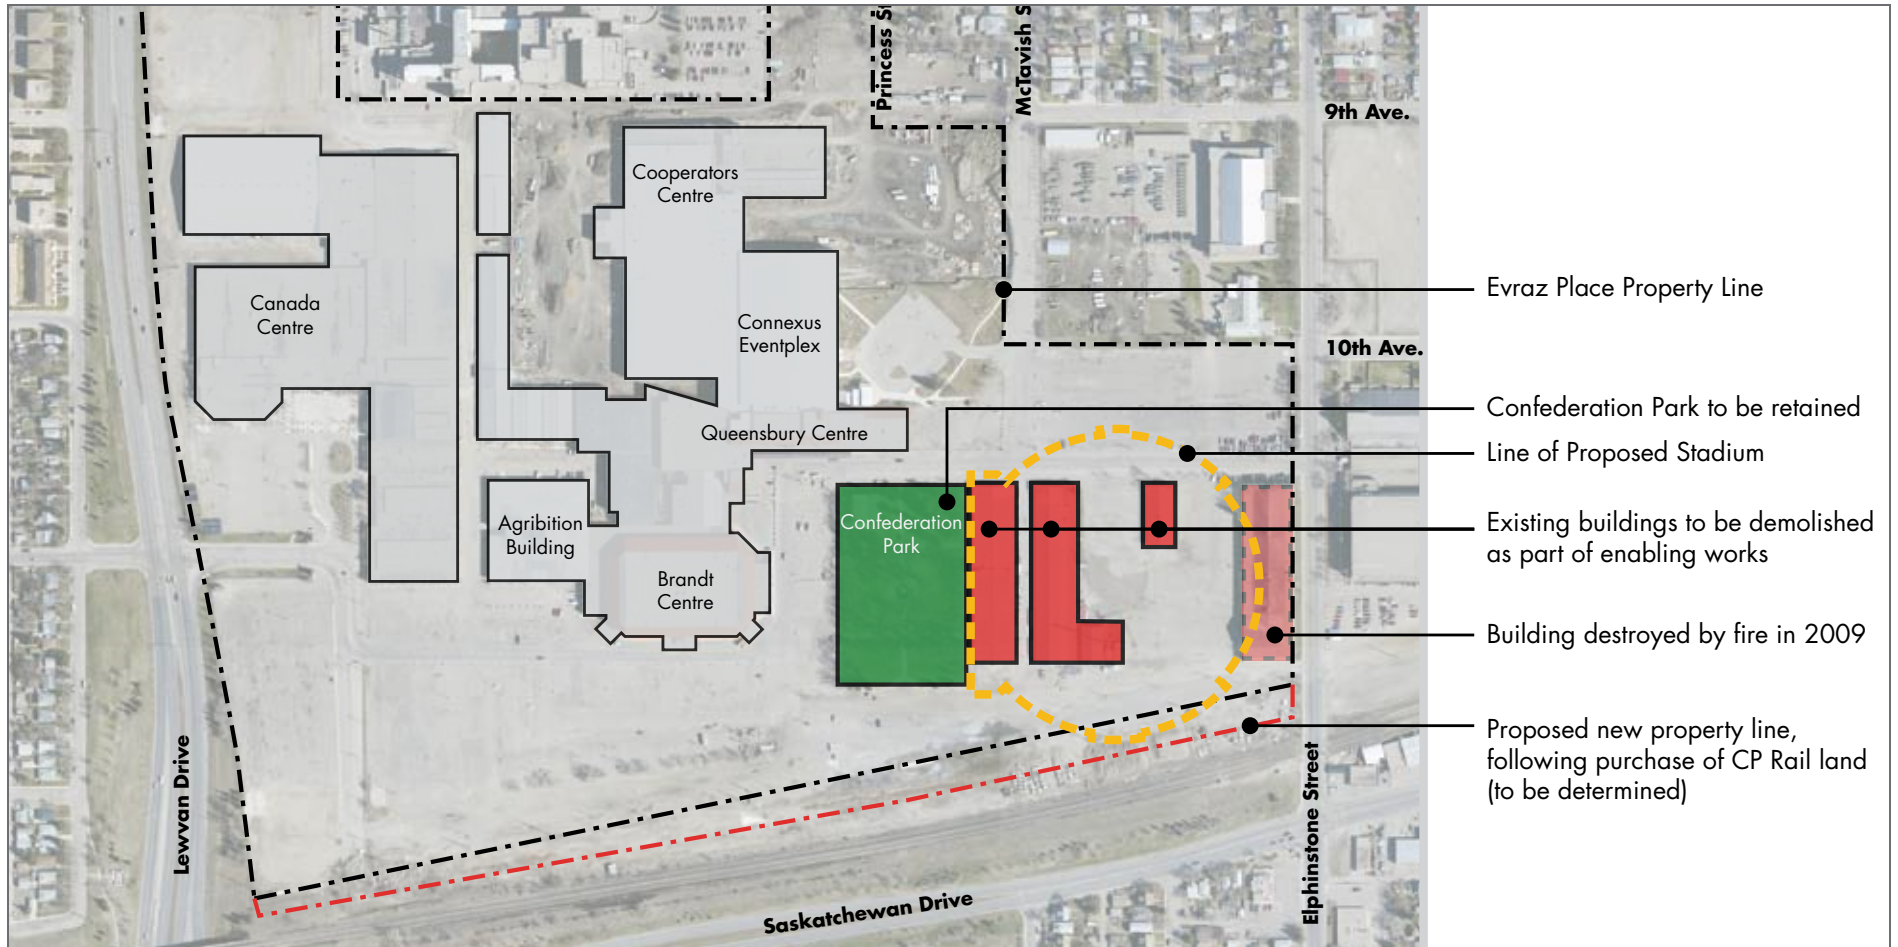 Princess St
McTavish S
9th Ave.
Cooperators
Centre
Evraz Place Property Line
Canada
Centre
Connexus
Eventplex
10th Ave.
Confederation Park to be retained
Queensbury Centre
Line of Proposed Stadium
Agribition
Building
Confederation
Park
Existing buildings to be demolished
as part of enabling works
Brandt
Centre
Building destroyed by fire in 2009
Proposed new property line,
following purchase of CP Rail land
(to be determined)
Lewvan Drive
Elphinstone Street
Saskatchewan Drive